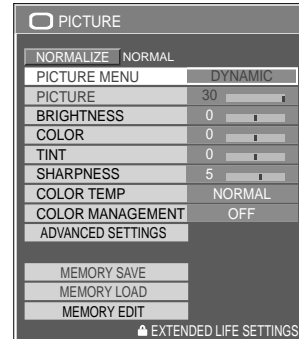 PICTURE
NORMALIZE NORMAL
PICTURE MENU DYNAMIC
PICTURE 30
BRIGHTNESS 0
COLOR 0
TINT 0
SHARPNESS 5
COLOR TEMP NORMAL
COLOR MANAGEMENT OFF
ADVANCED SETTINGS
MEMORY SAVE
MEMORY LOAD
MEMORY EDIT
EXTENDED LIFE SETTINGS